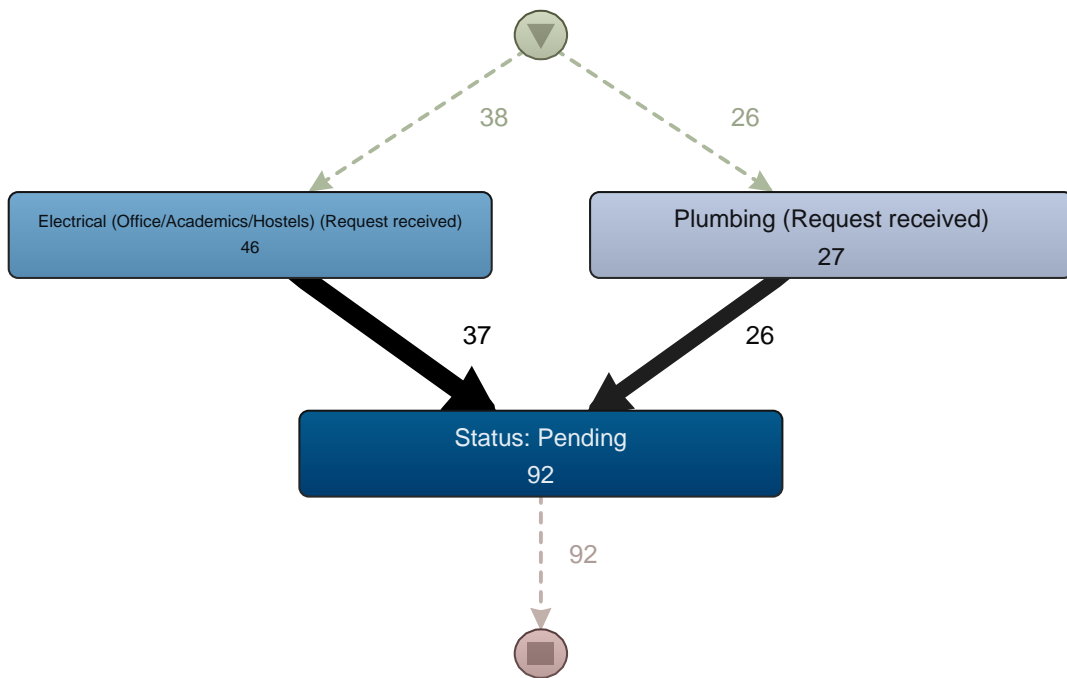 38
26
Electrical (Office/Academics/Hostels) (Request received)
46
Plumbing (Request received)
27
37
26
Status: Pending
92
92